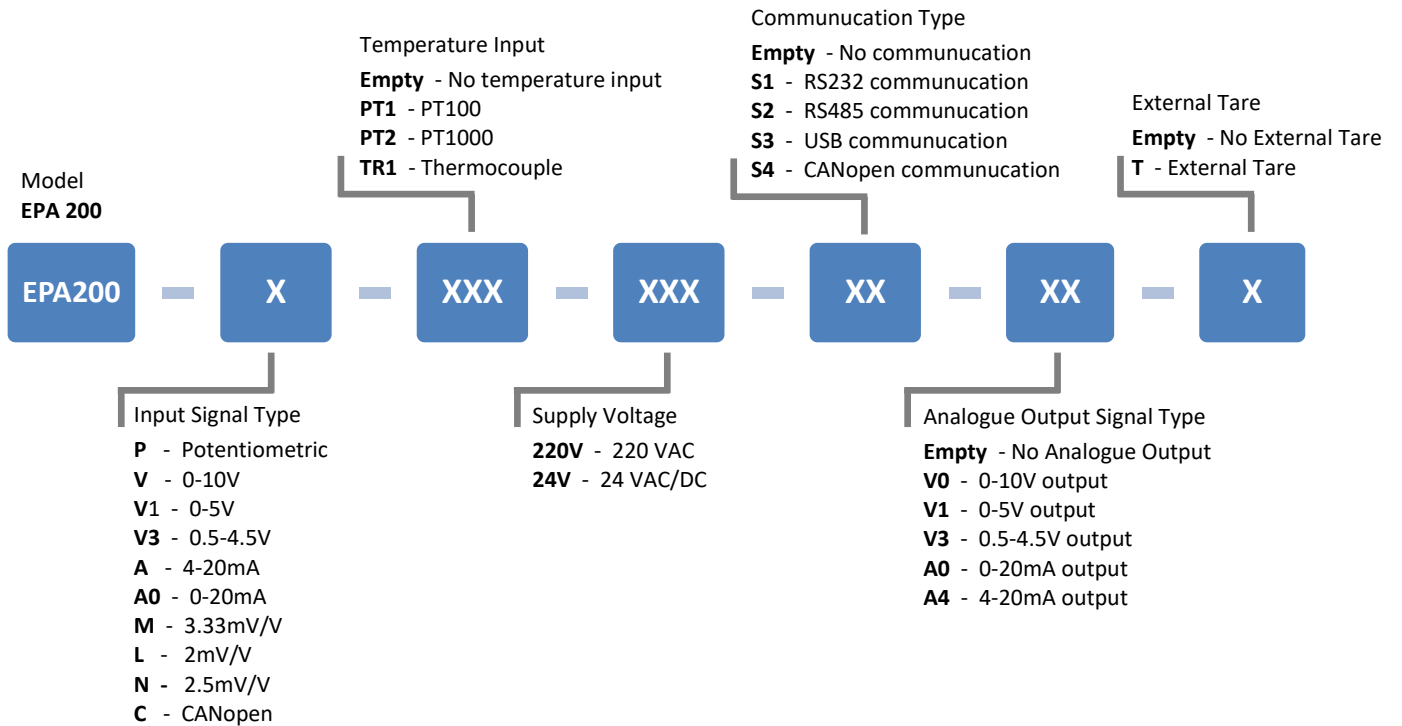 Communucation Type
Empty - No communucation
S1 - RS232 communucation
S2 - RS485 communucation
S3 - USB communucation
S4 - CANopen communucation
Temperature Input
Empty - No temperature input
PT1 - PT100
PT2 - PT1000
TR1 - Thermocouple
External Tare
Empty - No External Tare
T - External Tare
Model
EPA 200
EPA200 - X - XXX - XXX - XX - XX - X
Input Signal Type
P - Potentiometric
V - 0-10V
V1 - 0-5V
V3 - 0.5-4.5V
A - 4-20mA
A0 - 0-20mA
M - 3.33mV/V
L - 2mV/V
N - 2.5mV/V
C - CANopen
Supply Voltage
220V - 220 VAC
24V - 24 VAC/DC
Analogue Output Signal Type
Empty - No Analogue Output
V0 - 0-10V output
V1 - 0-5V output
V3 - 0.5-4.5V output
A0 - 0-20mA output
A4 - 4-20mA output